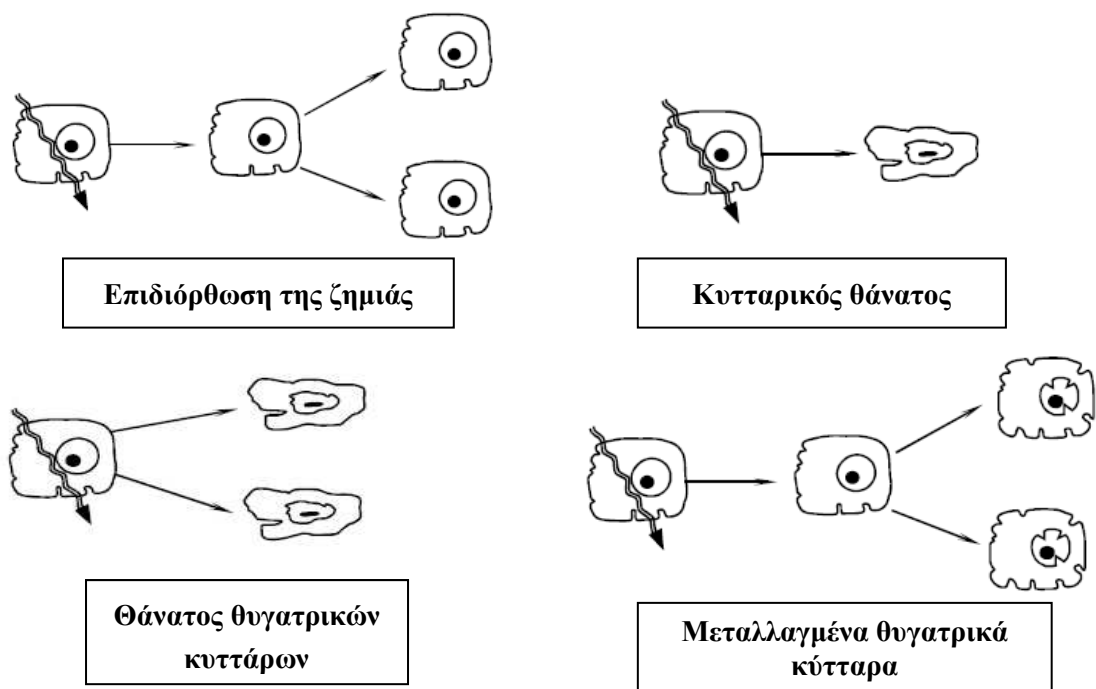 Επιδιόρθωση της ζημιάς
Κυτταρικός θάνατος
Θάνατος θυγατρικών
κυττάρων
Μεταλλαγμένα θυγατρικά
κύτταρα